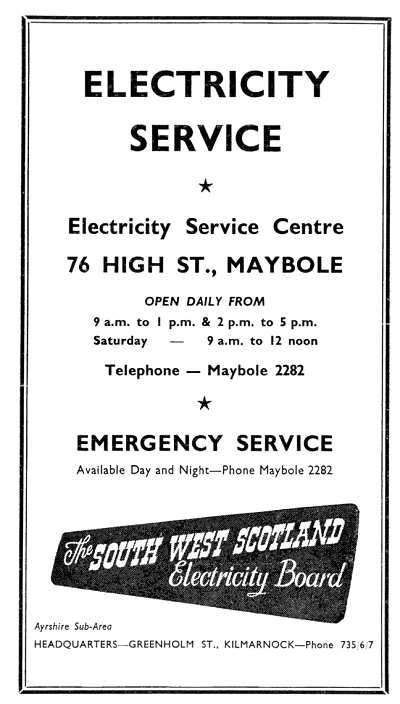 ELECTRICITY
SERVICE
★
Electricity Service Centre
76 HIGH ST., MAYBOLE
OPEN DAILY FROM
9 a.m. to 1 p.m. & 2 p.m. to 5 p.m.
Saturday — 9 a.m. to 12 noon
Telephone — Maybole 2282
★
EMERGENCY SERVICE
Available Day and Night—Phone Maybole 2282
The SOUTH WEST SCOTLAND
Electricity Board
Ayrshire Sub-Area
HEADQUARTERS—GREENHOLM ST., KILMARNOCK—Phone 735/6/7